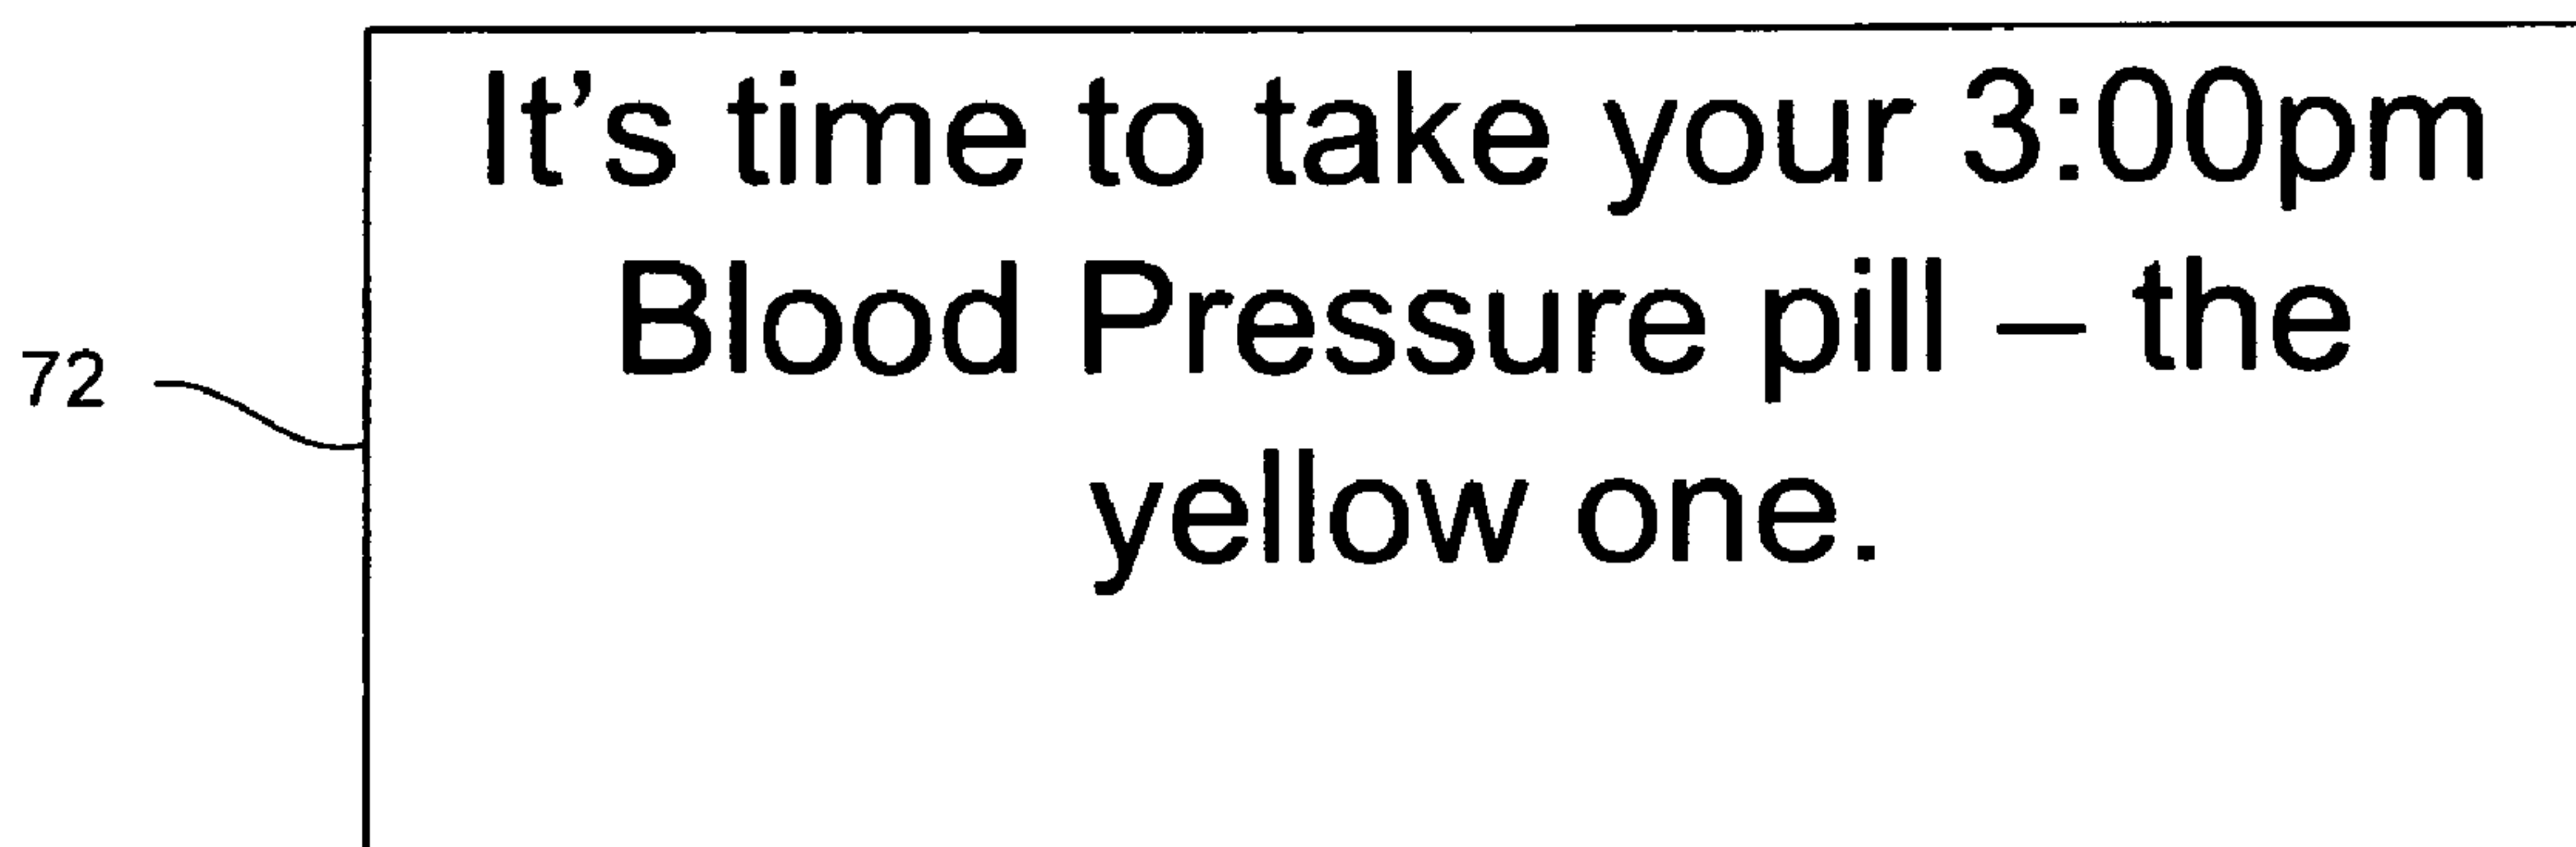 It’s time to take your 3:00pm
Blood Pressure pill – the
yellow one.
72